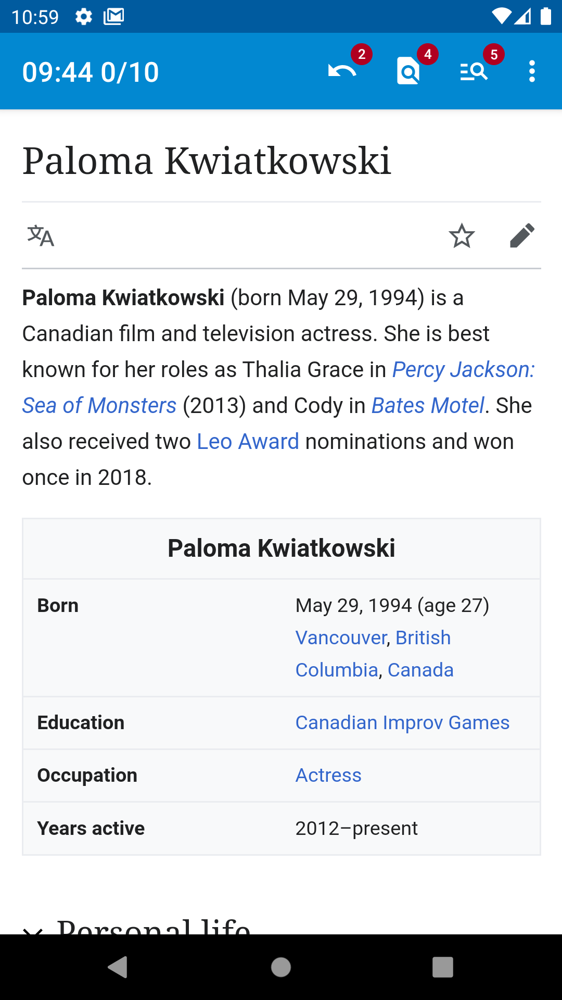 10:59
09:44 0/10
2
4
5
Paloma Kwiatkowski
文A
Paloma Kwiatkowski (born May 29, 1994) is a
Canadian film and television actress. She is best
known for her roles as Thalia Grace in Percy Jackson:
Sea of Monsters (2013) and Cody in Bates Motel. She
also received two Leo Award nominations and won
once in 2018.
Paloma Kwiatkowski
Born May 29, 1994 (age 27)
Vancouver, British
Columbia, Canada
Education Canadian Improv Games
Occupation Actress
Years active 2012–present
Personal life